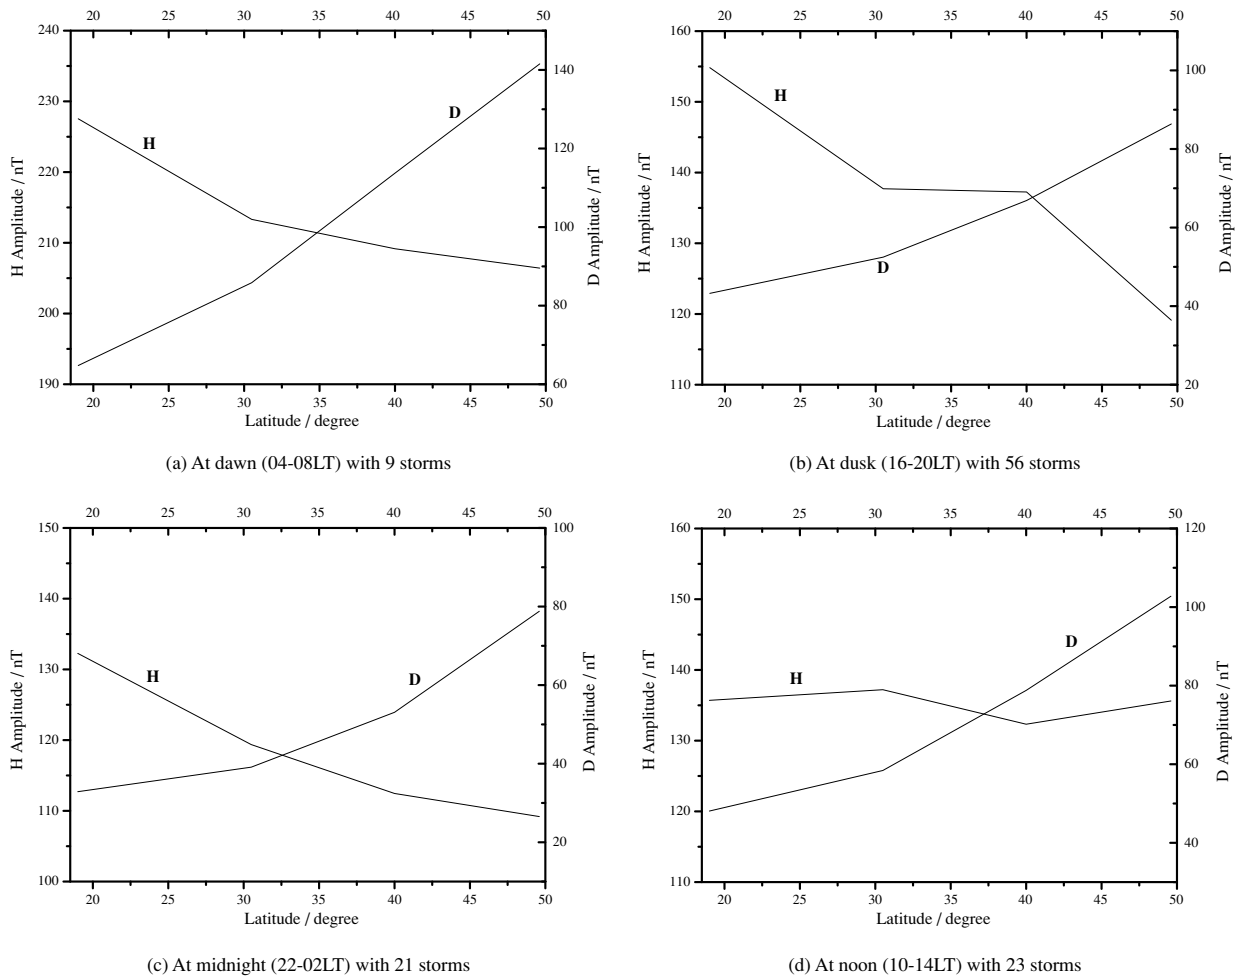 20 25 30 35 40 45 50
240
230
220
210
200
190
H Amplitude / nT
H
D
140
120
100
80
60
D Amplitude / nT
20 25 30 35 40 45 50
Latitude / degree
(a) At dawn (04-08LT) with 9 storms
20 25 30 35 40 45 50
160
150
140
130
120
110
H Amplitude / nT
H
D
100
80
60
40
20
D Amplitude / nT
20 25 30 35 40 45 50
Latitude / degree
(b) At dusk (16-20LT) with 56 storms
20 25 30 35 40 45 50
150
140
130
120
110
100
H Amplitude / nT
H
D
100
80
60
40
20
D Amplitude / nT
20 25 30 35 40 45 50
Latitude / degree
(c) At midnight (22-02LT) with 21 storms
20 25 30 35 40 45 50
160
150
140
130
120
110
H Amplitude / nT
H
D
120
100
80
60
40
D Amplitude / nT
20 25 30 35 40 45 50
Latitude / degree
(d) At noon (10-14LT) with 23 storms